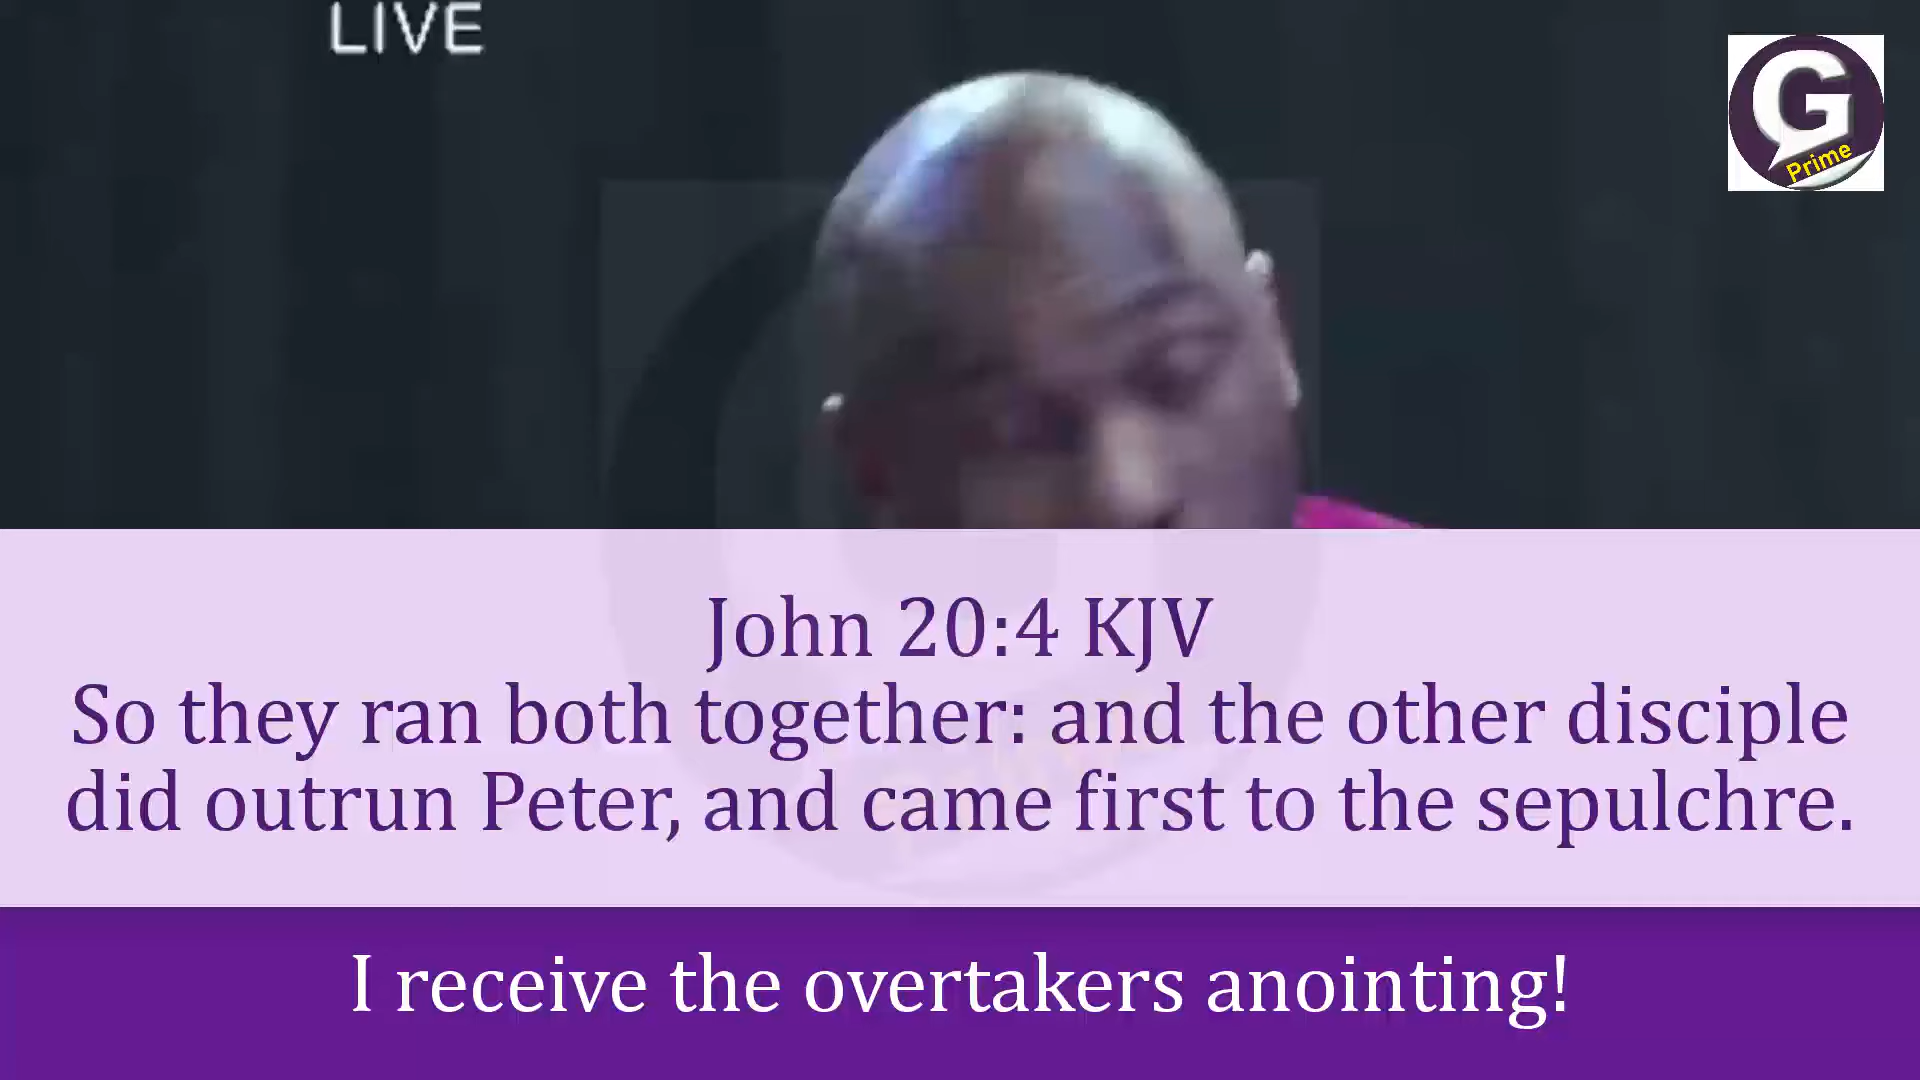 LIVE
G
Prime
John 20:4 KJV
So they ran both together: and the other disciple
did outrun Peter, and came first to the sepulchre.
I receive the overtakers anointing!